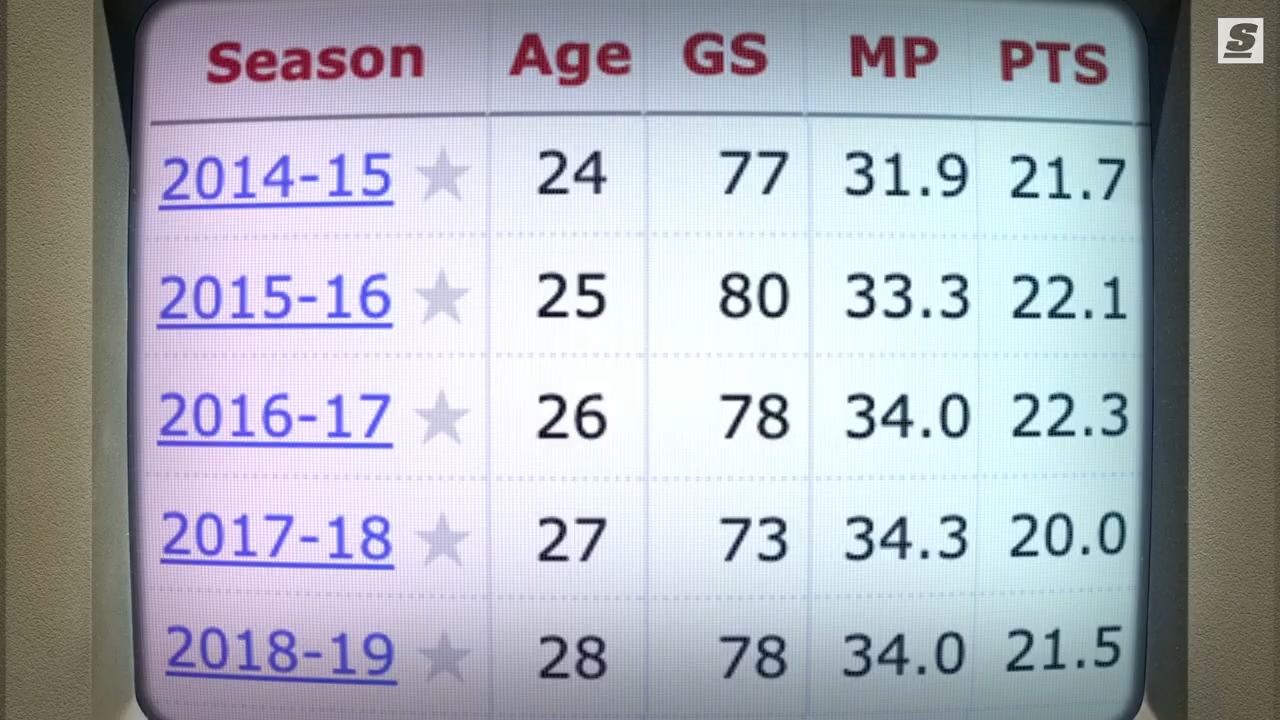 S
Season Age GS MP PTS
2014-15 ★ 24 77 31.9 21.7
2015-16 ★ 25 80 33.3 22.1
2016-17 ★ 26 78 34.0 22.3
2017-18 ★ 27 73 34.3 20.0
2018-19 ★ 28 78 34.0 21.5